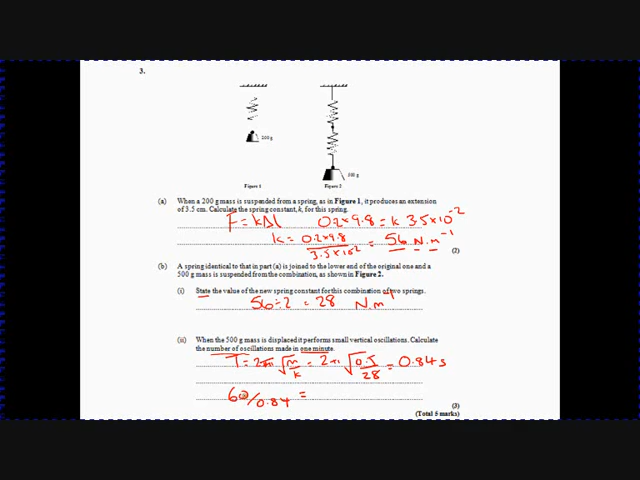 3.
200 g
500 g
Figure 1
Figure 2
(a) When a 200 g mass is suspended from a spring, as in Figure 1, it produces an extension
of 3.5 cm. Calculate the spring constant, k, for this spring.
F = kΔl 0.2×9.8 = k 3.5×10⁻²
k = 0.2×9.8 / 3.5×10⁻² = 56 N.m⁻¹
(2)
(b) A spring identical to that in part (a) is joined to the lower end of the original one and a
500 g mass is suspended from the combination, as shown in Figure 2.
(i) State the value of the new spring constant for this combination of two springs.
56÷2 = 28 N.m⁻¹
(ii) When the 500 g mass is displaced it performs small vertical oscillations. Calculate
the number of oscillations made in one minute.
T = 2π √m/k = 2π √0.5/28 = 0.84 s
60/0.84 =
(3)
(Total 5 marks)